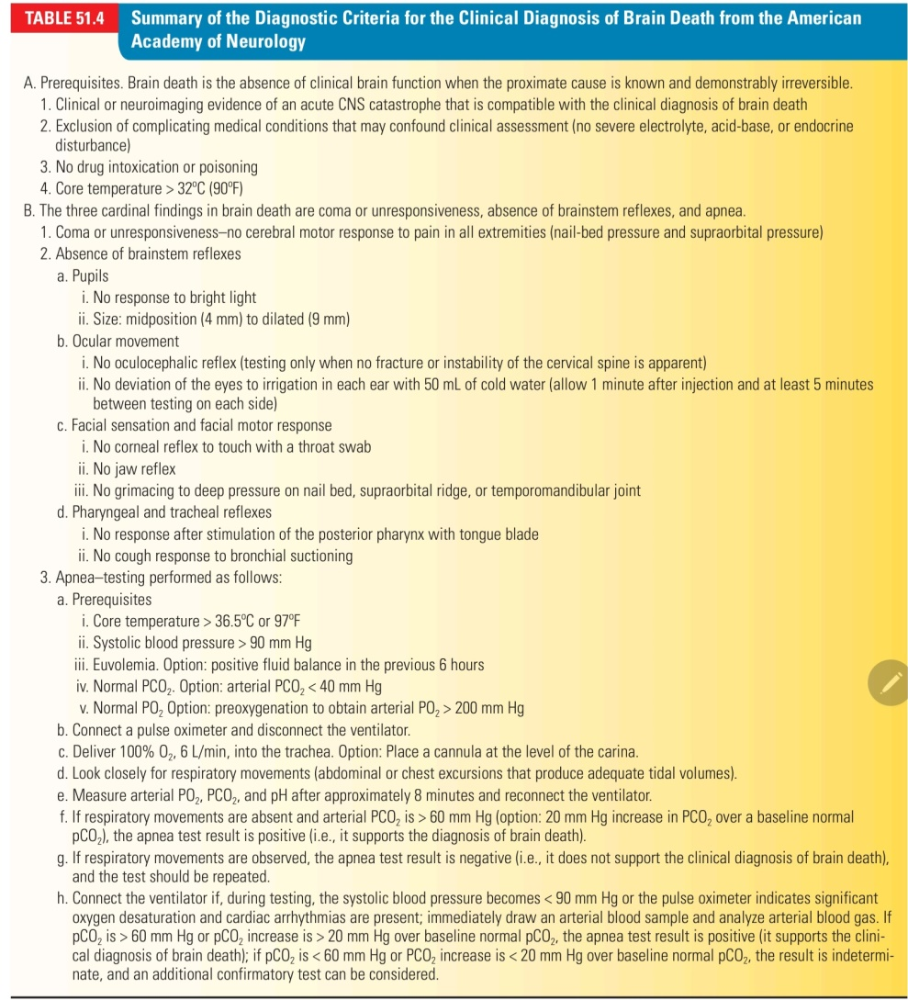 TABLE 51.4
Summary of the Diagnostic Criteria for the Clinical Diagnosis of Brain Death from the American
Academy of Neurology
A. Prerequisites. Brain death is the absence of clinical brain function when the proximate cause is known and demonstrably irreversible.
1. Clinical or neuroimaging evidence of an acute CNS catastrophe that is compatible with the clinical diagnosis of brain death
2. Exclusion of complicating medical conditions that may confound clinical assessment (no severe electrolyte, acid-base, or endocrine
disturbance)
3. No drug intoxication or poisoning
4. Core temperature > 32ºC (90ºF)
B. The three cardinal findings in brain death are coma or unresponsiveness, absence of brainstem reflexes, and apnea.
1. Coma or unresponsiveness–no cerebral motor response to pain in all extremities (nail-bed pressure and supraorbital pressure)
2. Absence of brainstem reflexes
a. Pupils
i. No response to bright light
ii. Size: midposition (4 mm) to dilated (9 mm)
b. Ocular movement
i. No oculocephalic reflex (testing only when no fracture or instability of the cervical spine is apparent)
ii. No deviation of the eyes to irrigation in each ear with 50 mL of cold water (allow 1 minute after injection and at least 5 minutes
between testing on each side)
c. Facial sensation and facial motor response
i. No corneal reflex to touch with a throat swab
ii. No jaw reflex
iii. No grimacing to deep pressure on nail bed, supraorbital ridge, or temporomandibular joint
d. Pharyngeal and tracheal reflexes
i. No response after stimulation of the posterior pharynx with tongue blade
ii. No cough response to bronchial suctioning
3. Apnea–testing performed as follows:
a. Prerequisites
i. Core temperature > 36.5ºC or 97ºF
ii. Systolic blood pressure > 90 mm Hg
iii. Euvolemia. Option: positive fluid balance in the previous 6 hours
iv. Normal PCO₂. Option: arterial PCO₂ < 40 mm Hg
v. Normal PO₂ Option: preoxygenation to obtain arterial PO₂ > 200 mm Hg
b. Connect a pulse oximeter and disconnect the ventilator.
c. Deliver 100% O₂, 6 L/min, into the trachea. Option: Place a cannula at the level of the carina.
d. Look closely for respiratory movements (abdominal or chest excursions that produce adequate tidal volumes).
e. Measure arterial PO₂, PCO₂, and pH after approximately 8 minutes and reconnect the ventilator.
f. If respiratory movements are absent and arterial PCO₂ is > 60 mm Hg (option: 20 mm Hg increase in PCO₂ over a baseline normal
pCO₂), the apnea test result is positive (i.e., it supports the diagnosis of brain death).
g. If respiratory movements are observed, the apnea test result is negative (i.e., it does not support the clinical diagnosis of brain death),
and the test should be repeated.
h. Connect the ventilator if, during testing, the systolic blood pressure becomes < 90 mm Hg or the pulse oximeter indicates significant
oxygen desaturation and cardiac arrhythmias are present; immediately draw an arterial blood sample and analyze arterial blood gas. If
pCO₂ is > 60 mm Hg or pCO₂ increase is > 20 mm Hg over baseline normal pCO₂, the apnea test result is positive (it supports the clini-
cal diagnosis of brain death); if pCO₂ is < 60 mm Hg or PCO₂ increase is < 20 mm Hg over baseline normal pCO₂, the result is indetermi-
nate, and an additional confirmatory test can be considered.